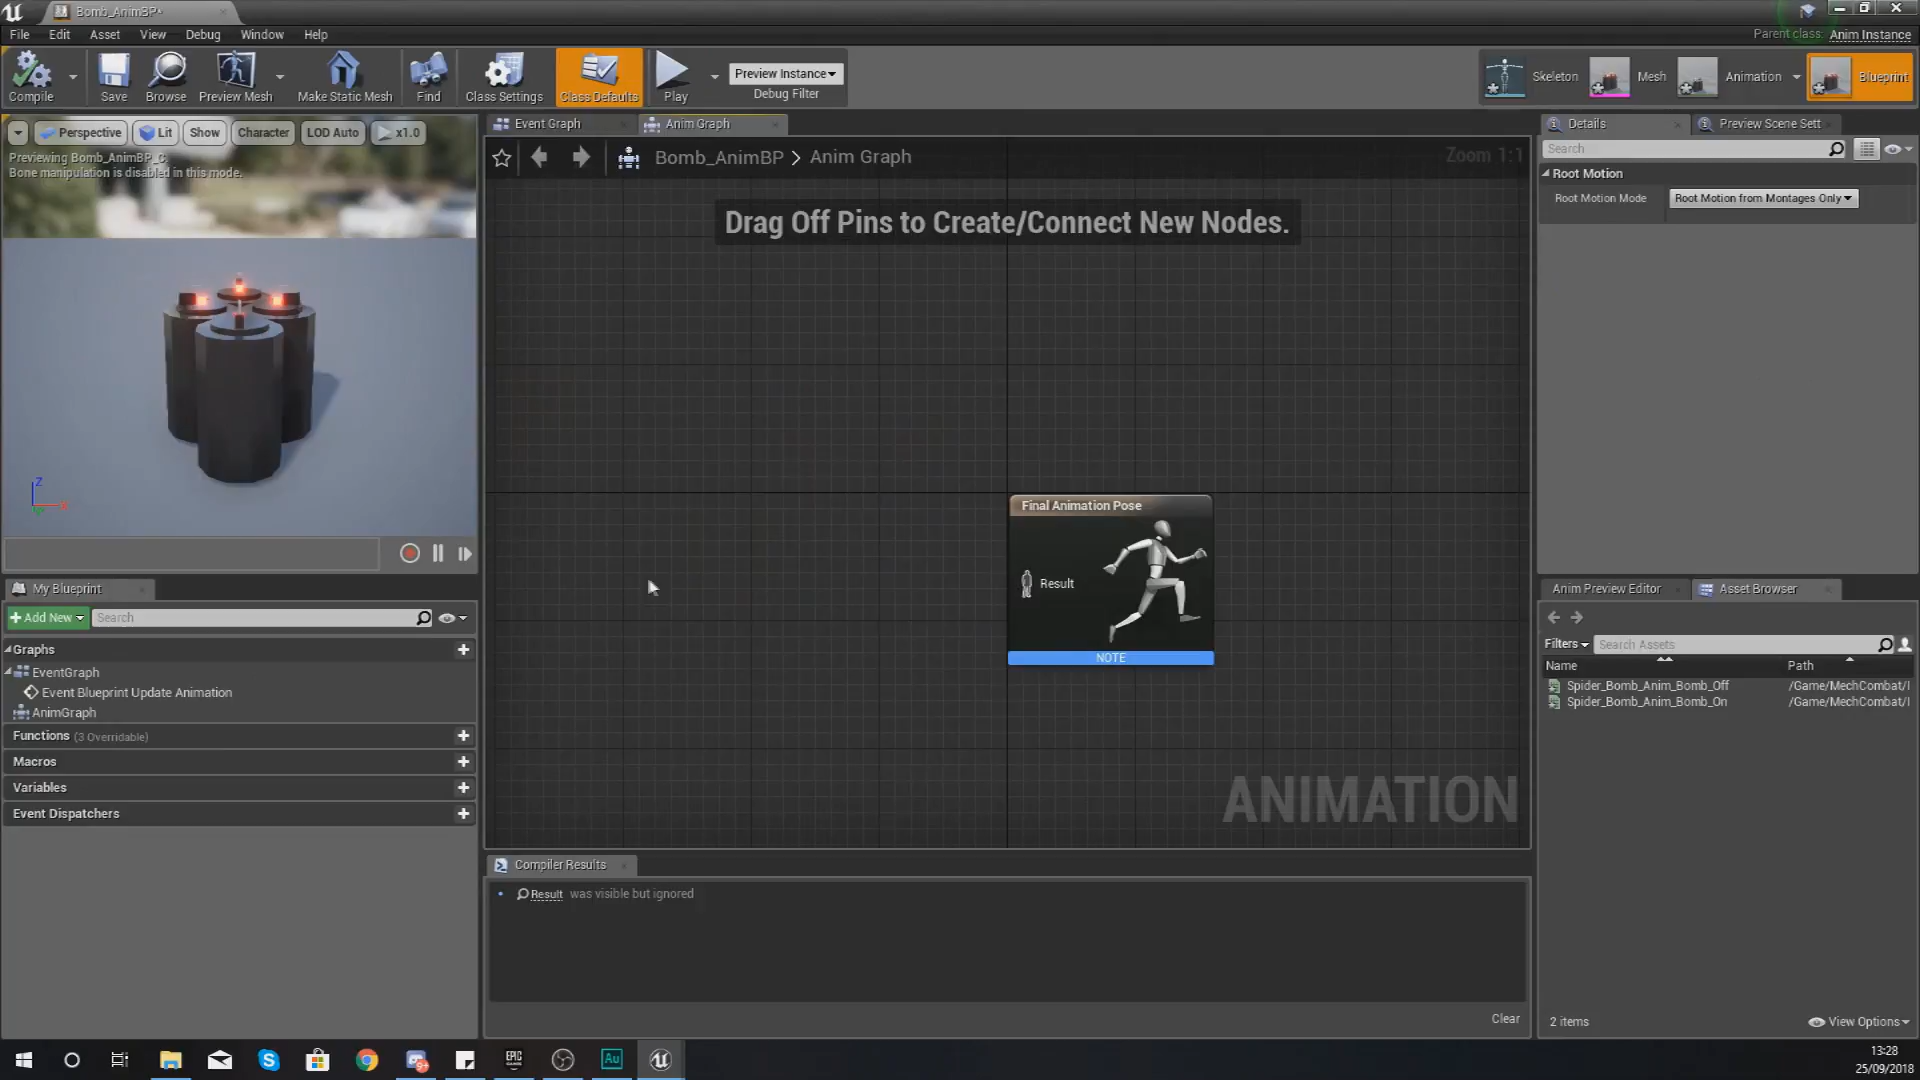 Bomb_AnimBP*
File Edit Asset View Debug Window Help
Parent class: Anim Instance
Compile Save Browse Preview Mesh Make Static Mesh Find Class Settings Class Defaults Play
Preview Instance
Debug Filter
Skeleton Mesh Animation Blueprint
Perspective Lit Show Character LOD Auto x1.0
Previewing Bomb_AnimBP_C.
Bone manipulation is disabled in this mode.
Z
Event Graph Anim Graph
Bomb_AnimBP > Anim Graph
Zoom 1:1
Drag Off Pins to Create/Connect New Nodes.
Final Animation Pose
Result
NOTE
ANIMATION
Details Preview Scene Sett
Search
Root Motion
Root Motion Mode Root Motion from Montages Only
My Blueprint
Add New Search
Graphs
EventGraph
Event Blueprint Update Animation
AnimGraph
Functions (3 Overridable)
Macros
Variables
Event Dispatchers
Compiler Results
Result was visible but ignored
Clear
Anim Preview Editor Asset Browser
Filters Search Assets
Name Path
Spider_Bomb_Anim_Bomb_Off /Game/MechCombat/
Spider_Bomb_Anim_Bomb_On /Game/MechCombat/
2 items View Options
EPIC GAMES
Au
9+
13:28
25/09/2018